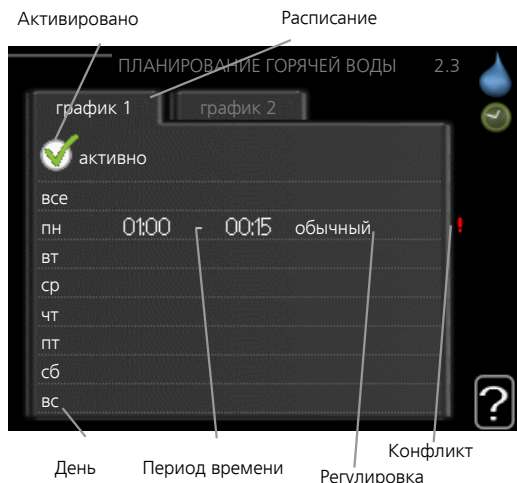 Активировано Расписание
ПЛАНИРОВАНИЕ ГОРЯЧЕЙ ВОДЫ 2.3
график 1 график 2
активно
все
пн 01:00 - 00:15 обычный !
вт
ср
чт
пт
сб
вс
?
День Период времени Регулировка Конфликт